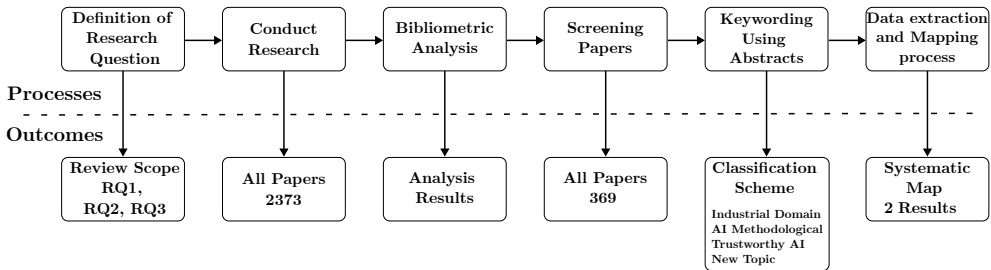 Definition of
Research
Question
Conduct
Research
Bibliometric
Analysis
Screening
Papers
Keywording
Using
Abstracts
Data extraction
and Mapping
process
Processes
Outcomes
Review Scope
RQ1,
RQ2, RQ3
All Papers
2373
Analysis
Results
All Papers
369
Classification
Scheme
Industrial Domain
AI Methodological
Trustworthy AI
New Topic
Systematic
Map
2 Results